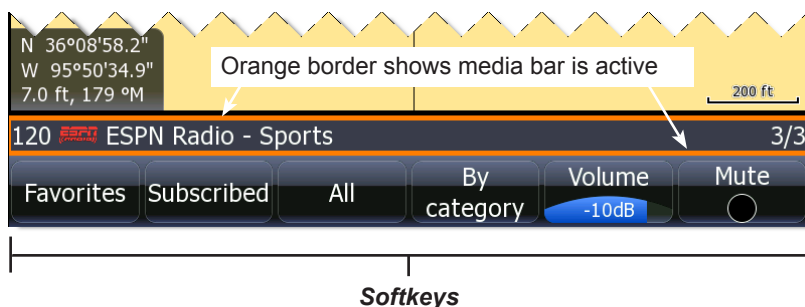 N 36°08'58.2"
W 95°50'34.9"
7.0 ft, 179 °M
Orange border shows media bar is active
200 ft
120 ESPN ESPN Radio - Sports 3/3
Favorites Subscribed All By category Volume -10dB Mute
Softkeys